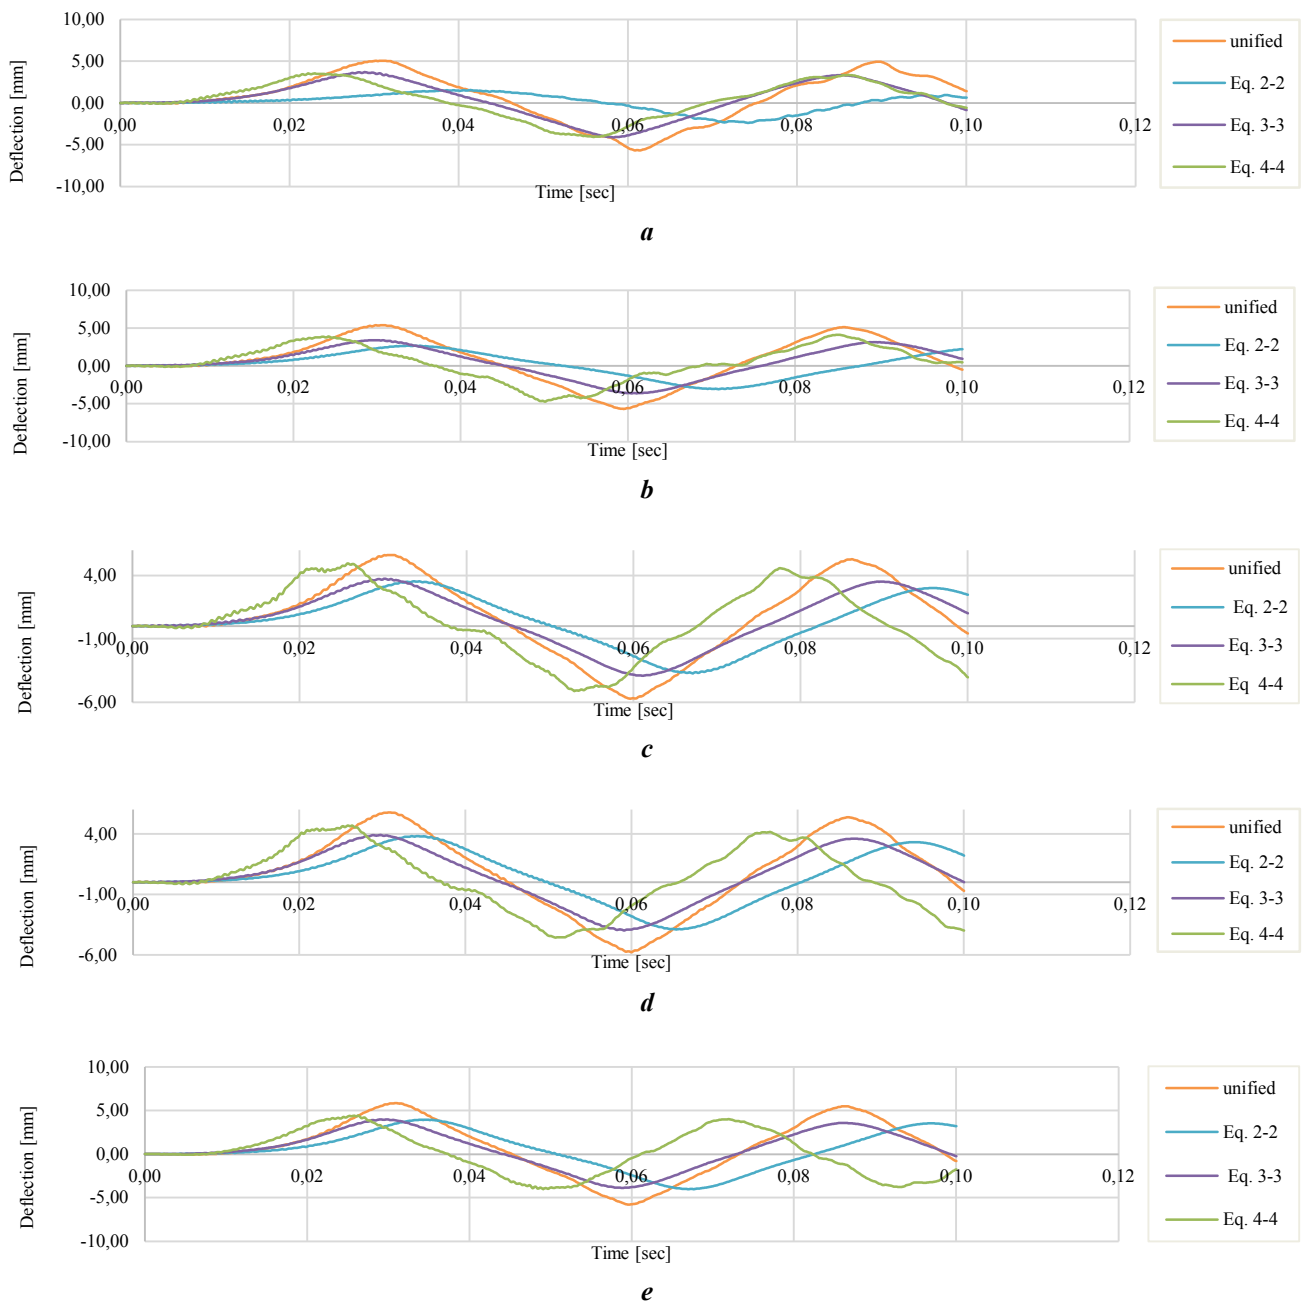 10,00
5,00
0,00
-5,00
-10,00
Deflection [mm]
0,00 0,02 0,04 0,06 0,08 0,10 0,12
Time [sec]
unified
Eq. 2-2
Eq. 3-3
Eq. 4-4
a
10,00
5,00
0,00
-5,00
-10,00
Deflection [mm]
0,00 0,02 0,04 0,06 0,08 0,10 0,12
Time [sec]
unified
Eq. 2-2
Eq. 3-3
Eq. 4-4
b
4,00
-1,00
-6,00
Deflection [mm]
0,00 0,02 0,04 0,06 0,08 0,10 0,12
Time [sec]
unified
Eq. 2-2
Eq. 3-3
Eq 4-4
c
4,00
-1,00
-6,00
Deflection [mm]
0,00 0,02 0,04 0,06 0,08 0,10 0,12
Time [sec]
unified
Eq. 2-2
Eq. 3-3
Eq. 4-4
d
10,00
5,00
0,00
-5,00
-10,00
Deflection [mm]
0,00 0,02 0,04 0,06 0,08 0,10 0,12
Time [sec]
unified
Eq. 2-2
Eq. 3-3
Eq. 4-4
e